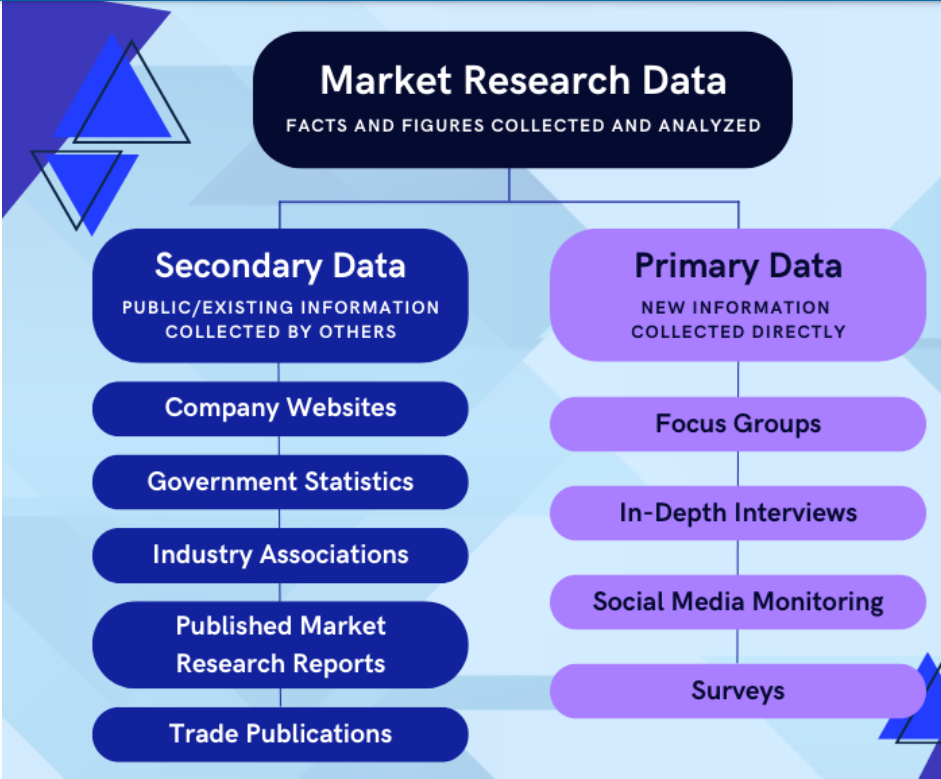 Market Research Data
FACTS AND FIGURES COLLECTED AND ANALYZED
Secondary Data
PUBLIC/EXISTING INFORMATION
COLLECTED BY OTHERS
Company Websites
Government Statistics
Industry Associations
Published Market
Research Reports
Trade Publications
Primary Data
NEW INFORMATION
COLLECTED DIRECTLY
Focus Groups
In-Depth Interviews
Social Media Monitoring
Surveys